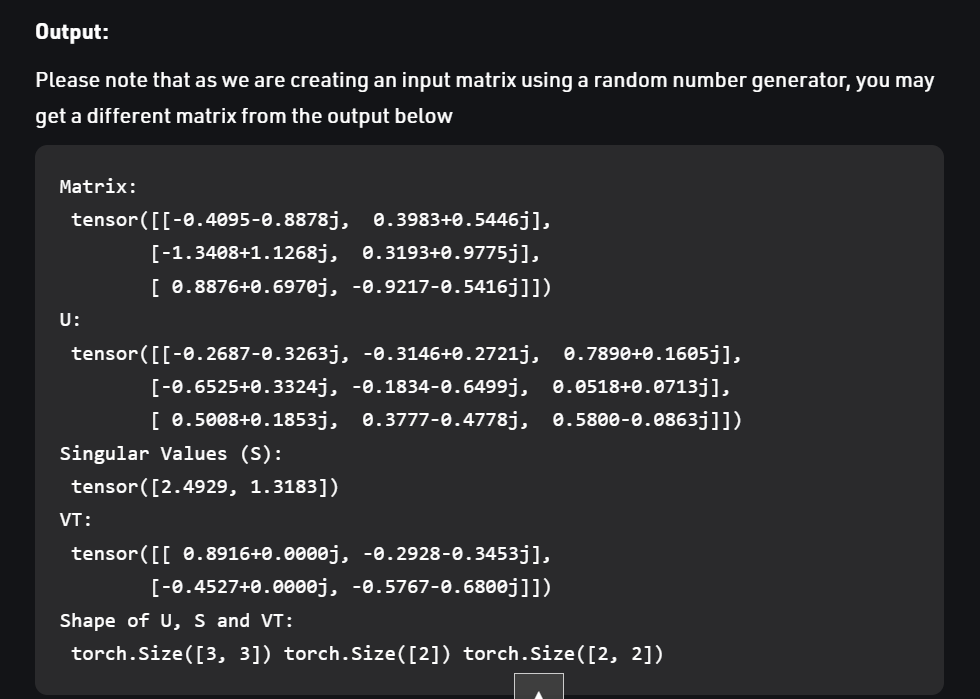 Output:
Please note that as we are creating an input matrix using a random number generator, you may
get a different matrix from the output below
Matrix:
 tensor([[-0.4095-0.8878j,  0.3983+0.5446j],
        [-1.3408+1.1268j,  0.3193+0.9775j],
        [ 0.8876+0.6970j, -0.9217-0.5416j]])
U:
 tensor([[-0.2687-0.3263j, -0.3146+0.2721j,  0.7890+0.1605j],
        [-0.6525+0.3324j, -0.1834-0.6499j,  0.0518+0.0713j],
        [ 0.5008+0.1853j,  0.3777-0.4778j,  0.5800-0.0863j]])
Singular Values (S):
 tensor([2.4929, 1.3183])
VT:
 tensor([[ 0.8916+0.0000j, -0.2928-0.3453j],
        [-0.4527+0.0000j, -0.5767-0.6800j]])
Shape of U, S and VT:
 torch.Size([3, 3]) torch.Size([2]) torch.Size([2, 2])